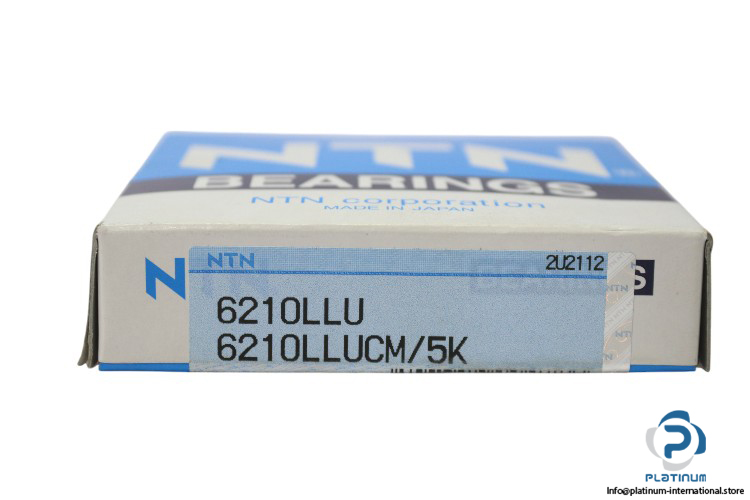 NTN
BEARINGS
NTN corporation
MADE IN JAPAN
NTN 2U2112
6210LLU
6210LLUCM/5K
PLATINUM
Info@platinum-international.store